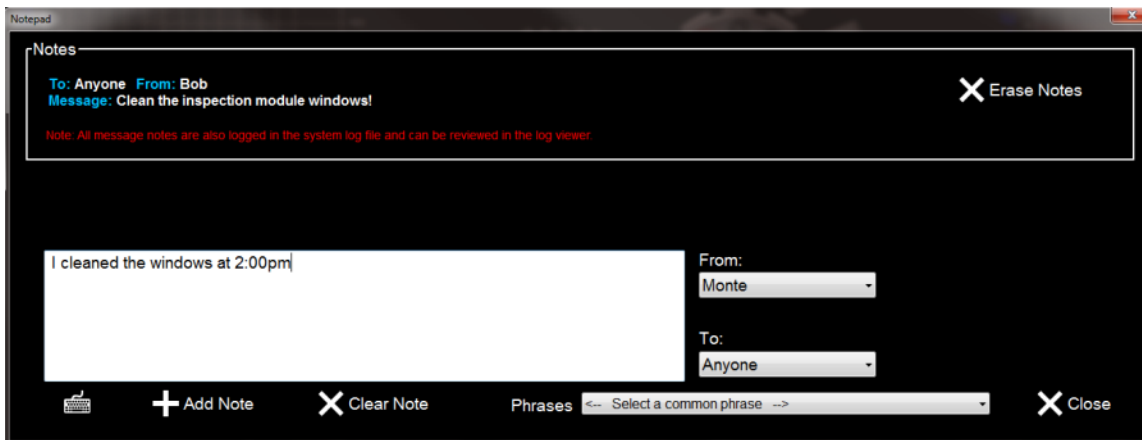 Notepad
Notes
To: Anyone From: Bob
Message: Clean the inspection module windows!
Erase Notes
Note: All message notes are also logged in the system log file and can be reviewed in the log viewer.
I cleaned the windows at 2:00pm
From:
Monte
To:
Anyone
Add Note
Clear Note
Phrases <-- Select a common phrase -->
Close